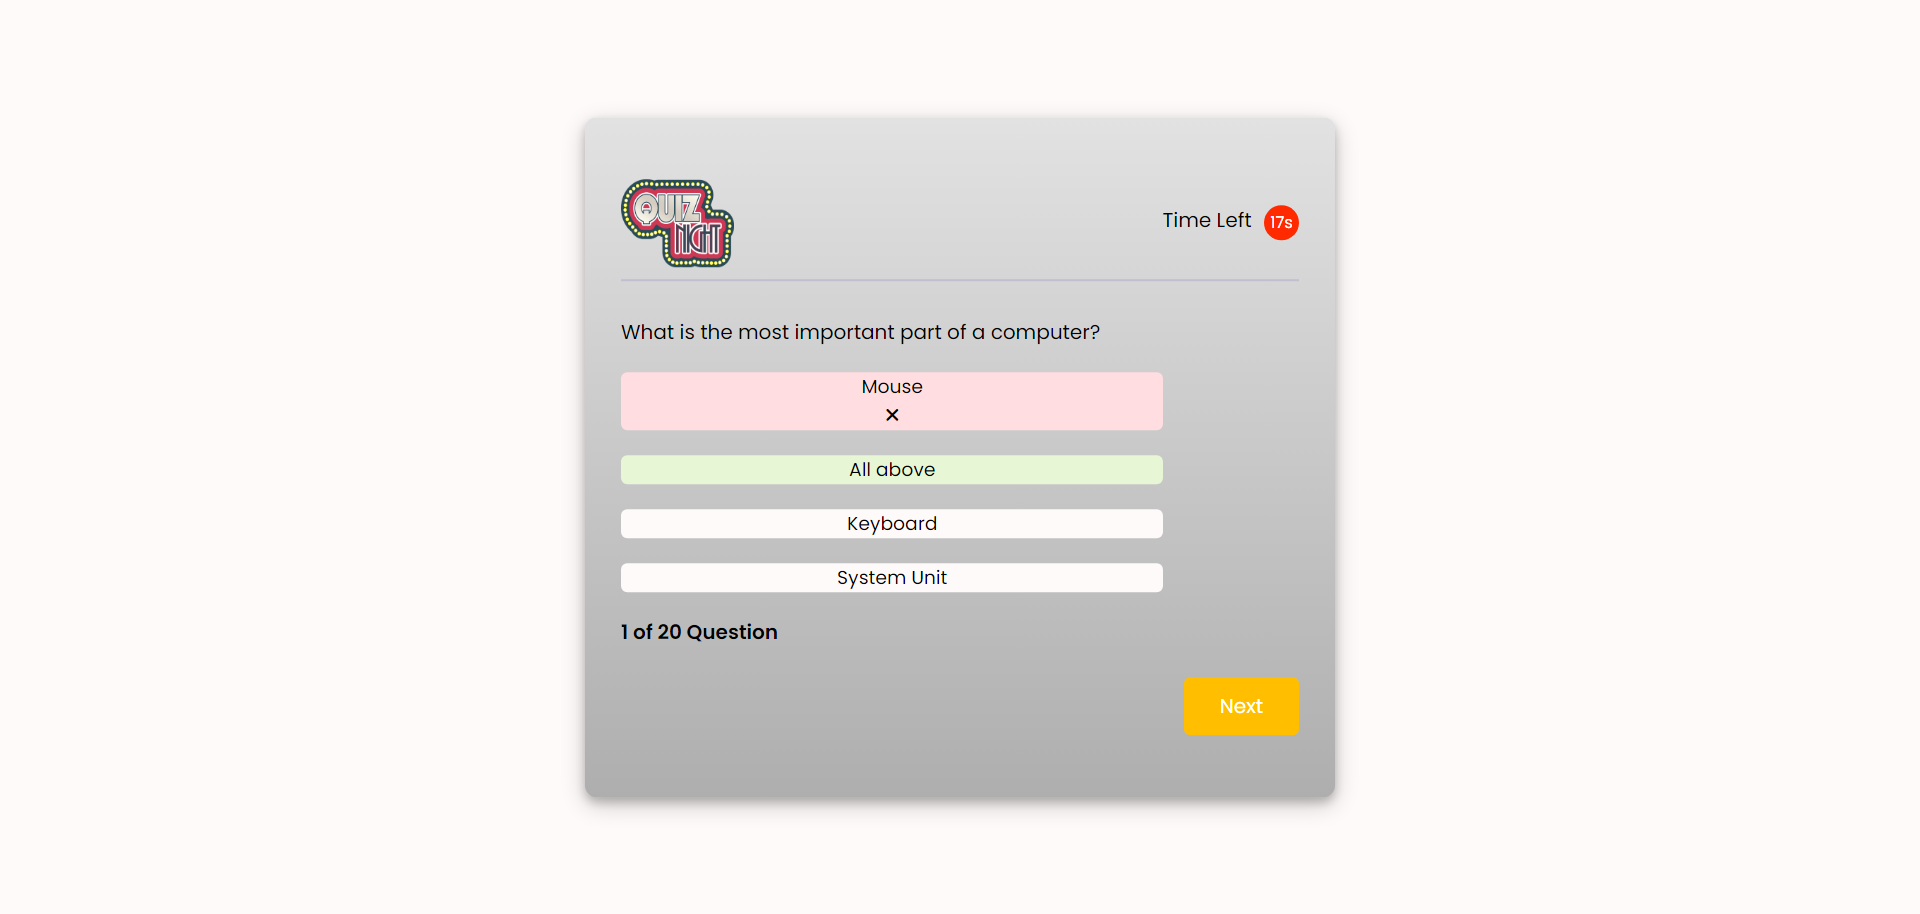 QUIZ
NIGHT
Time Left 17s
What is the most important part of a computer?
Mouse
All above
Keyboard
System Unit
1 of 20 Question
Next